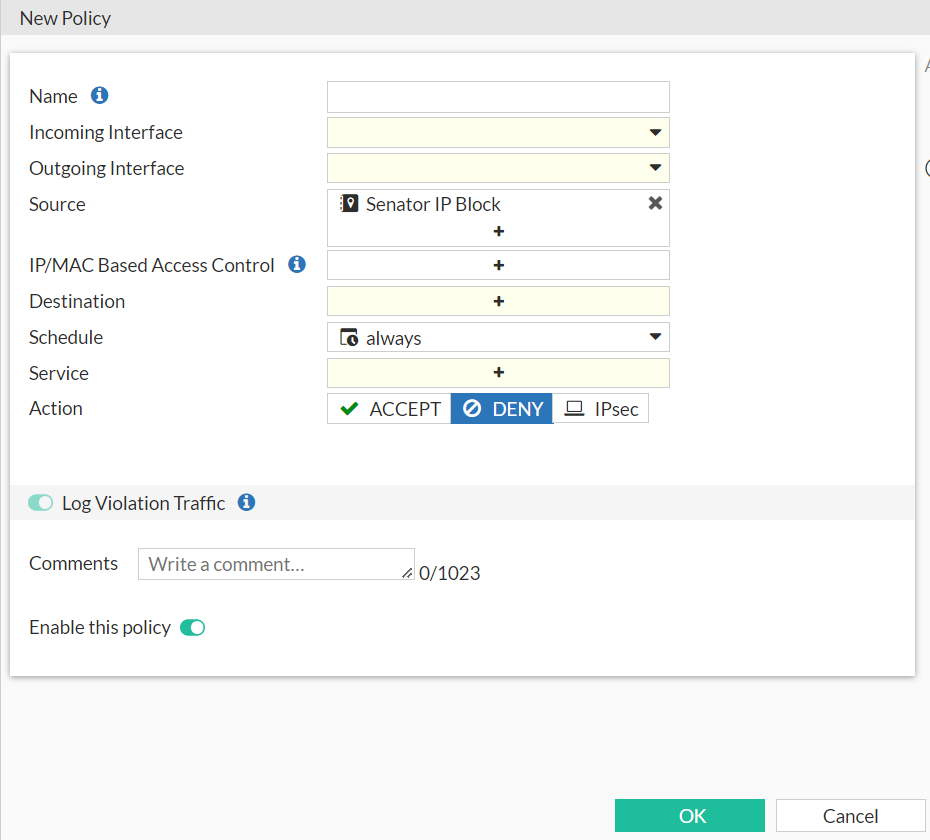 New Policy
Name
Incoming Interface
Outgoing Interface
Source Senator IP Block
+
IP/MAC Based Access Control +
Destination +
Schedule always
Service +
Action ACCEPT DENY IPsec
Log Violation Traffic
Comments Write a comment... 0/1023
Enable this policy
OK Cancel